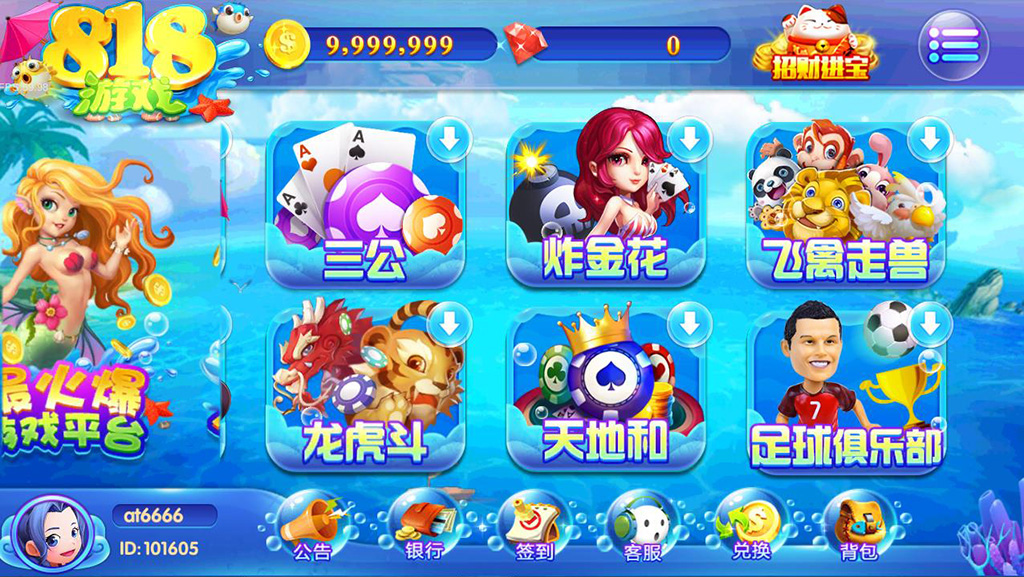 818
游戏
9,999,999
0
招财进宝
A
A
A
三公
炸金花
飞禽走兽
火爆
游戏平台
龙虎斗
天地和
7
足球俱乐部
at6666
ID:101605
公告
银行
签到
客服
兑换
背包